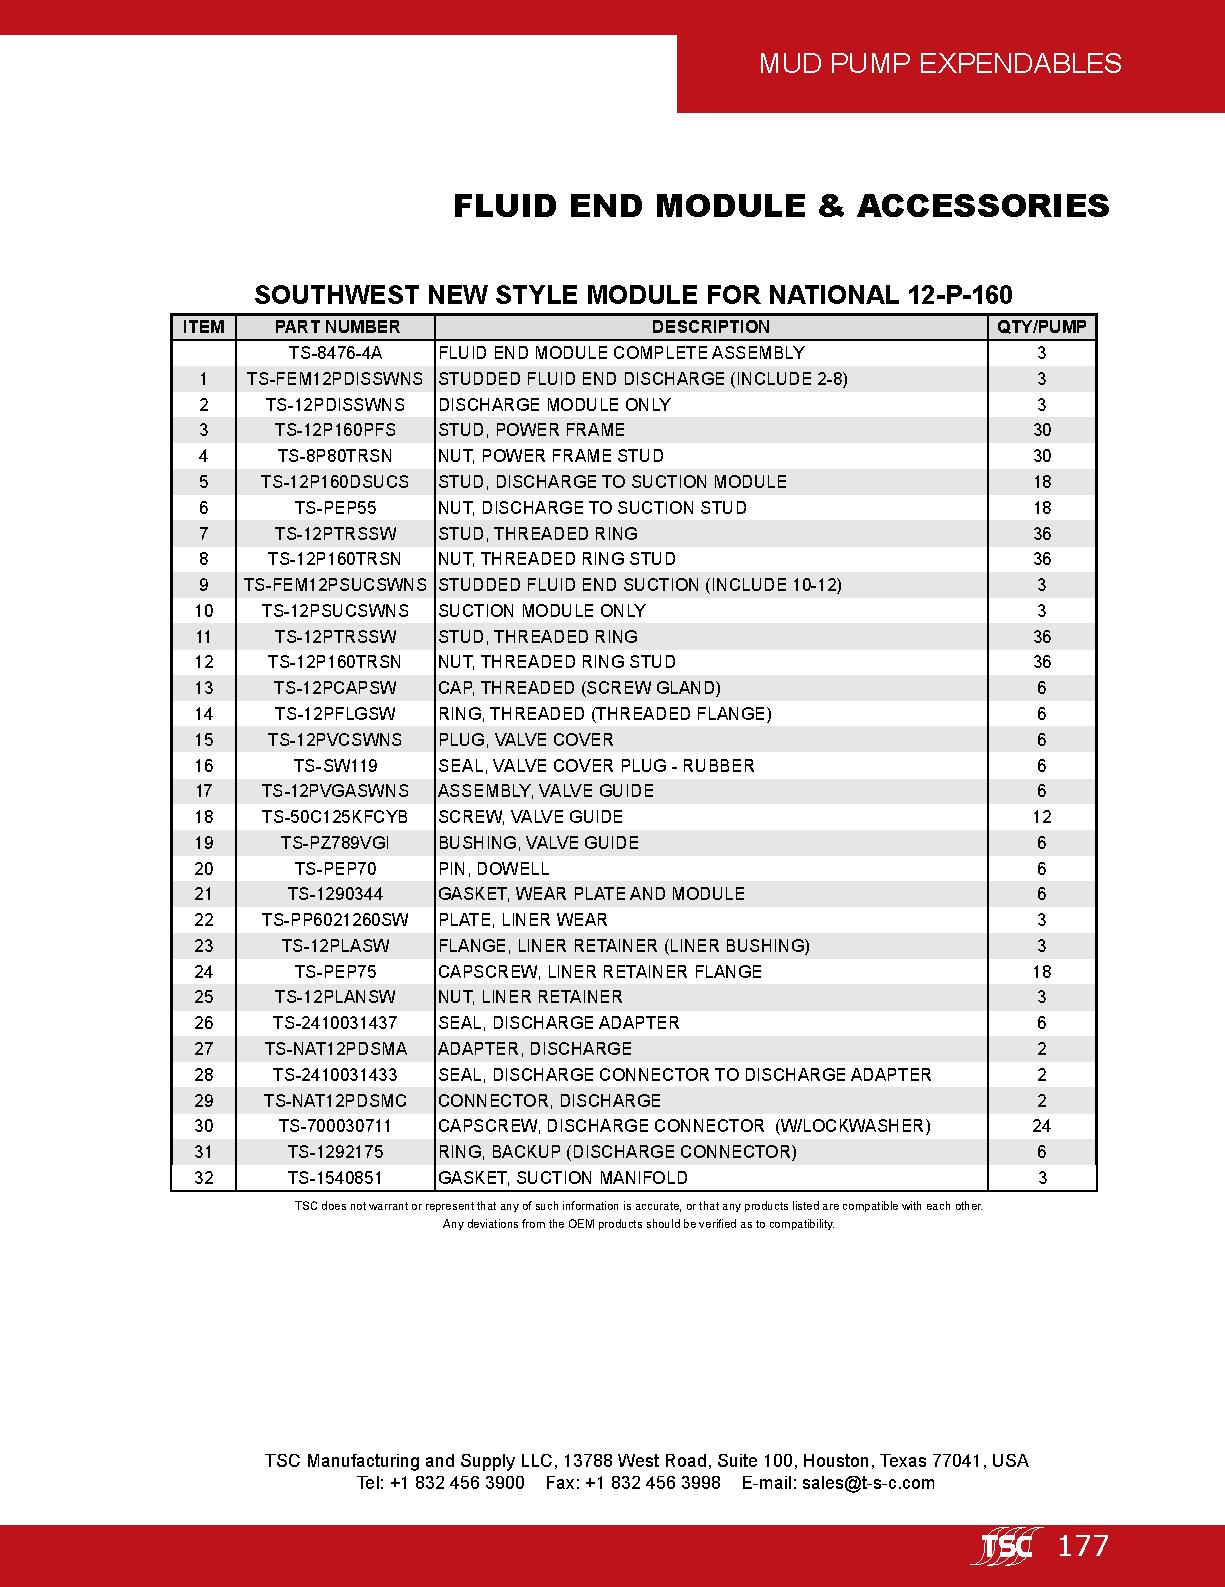 MUD PUMP EXPENDABLES
FLUID END MODULE & ACCESSORIES
SOUTHWEST NEW STYLE MODULE FOR NATIONAL 12-P-160
ITEM PART NUMBER DESCRIPTION QTY/PUMP
TS-8476-4A FLUID END MODULE COMPLETE ASSEMBLY 3
1 TS-FEM12PDISSWNS STUDDED FLUID END DISCHARGE (INCLUDE 2-8) 3
2 TS-12PDISSWNS DISCHARGE MODULE ONLY 3
3 TS-12P160PFS STUD, POWER FRAME 30
4 TS-8P80TRSN NUT, POWER FRAME STUD 30
5 TS-12P160DSUCS STUD, DISCHARGE TO SUCTION MODULE 18
6 TS-PEP55 NUT, DISCHARGE TO SUCTION STUD 18
7 TS-12PTRSSW STUD, THREADED RING 36
8 TS-12P160TRSN NUT, THREADED RING STUD 36
9 TS-FEM12PSUCSWNS STUDDED FLUID END SUCTION (INCLUDE 10-12) 3
10 TS-12PSUCSWNS SUCTION MODULE ONLY 3
11 TS-12PTRSSW STUD, THREADED RING 36
12 TS-12P160TRSN NUT, THREADED RING STUD 36
13 TS-12PCAPSW CAP, THREADED (SCREW GLAND) 6
14 TS-12PFLGSW RING, THREADED (THREADED FLANGE) 6
15 TS-12PVCSWNS PLUG, VALVE COVER 6
16 TS-SW119 SEAL, VALVE COVER PLUG - RUBBER 6
17 TS-12PVGASWNS ASSEMBLY, VALVE GUIDE 6
18 TS-50C125KFCYB SCREW, VALVE GUIDE 12
19 TS-PZ789VGI BUSHING, VALVE GUIDE 6
20 TS-PEP70 PIN, DOWELL 6
21 TS-1290344 GASKET, WEAR PLATE AND MODULE 6
22 TS-PP6021260SW PLATE, LINER WEAR 3
23 TS-12PLASW FLANGE, LINER RETAINER (LINER BUSHING) 3
24 TS-PEP75 CAPSCREW, LINER RETAINER FLANGE 18
25 TS-12PLANSW NUT, LINER RETAINER 3
26 TS-2410031437 SEAL, DISCHARGE ADAPTER 6
27 TS-NAT12PDSMA ADAPTER, DISCHARGE 2
28 TS-2410031433 SEAL, DISCHARGE CONNECTOR TO DISCHARGE ADAPTER 2
29 TS-NAT12PDSMC CONNECTOR, DISCHARGE 2
30 TS-700030711 CAPSCREW, DISCHARGE CONNECTOR (W/LOCKWASHER) 24
31 TS-1292175 RING, BACKUP (DISCHARGE CONNECTOR) 6
32 TS-1540851 GASKET, SUCTION MANIFOLD 3
TSC does not warrant or represent that any of such information is accurate, or that any products listed are compatible with each other.
Any deviations from the OEM products should be verified as to compatibility.
TSC Manufacturing and Supply LLC, 13788 West Road, Suite 100, Houston, Texas 77041, USA
Tel: +1 832 456 3900 Fax: +1 832 456 3998 E-mail: sales@t-s-c.com
TSC 177